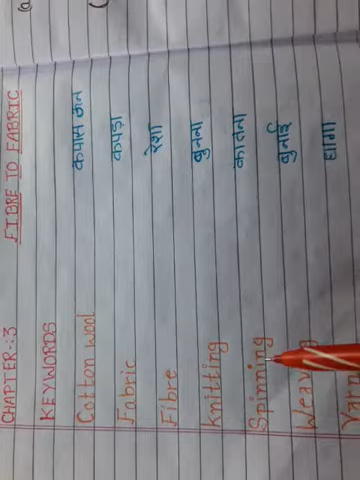 CHAPTER-:3 FIBRE TO FABRIC
KEYWORDS
Cotton wool कपास ऊन
Fabric कपड़ा
Fibre रेशा
Knitting बुनना
Spinning कातना
Weaving बुनाई
Yarn धागा